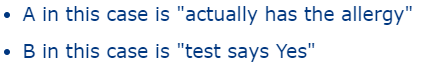 • A in this case is "actually has the allergy"
• B in this case is "test says Yes"